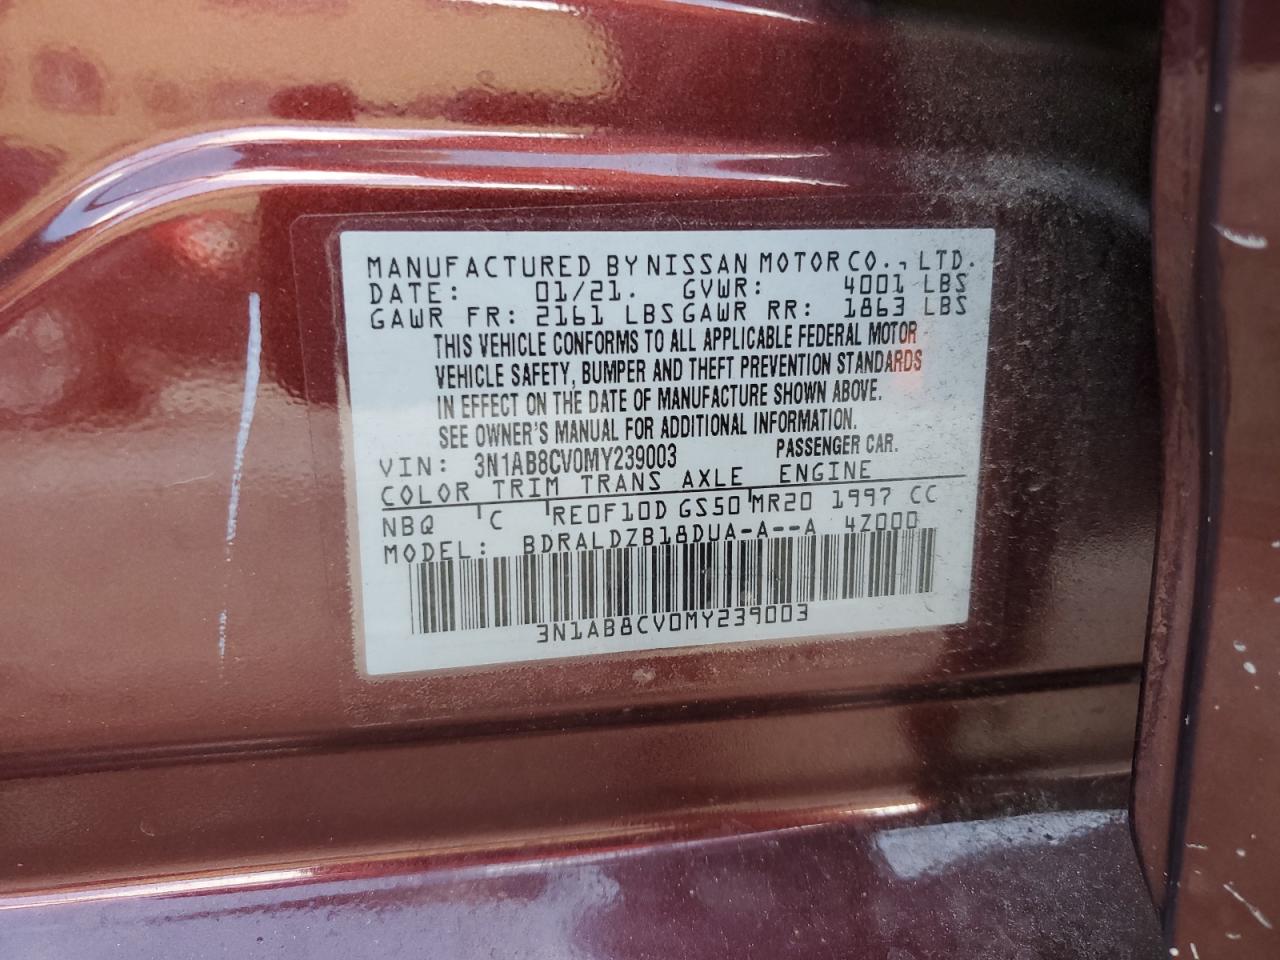 MANUFACTURED BY NISSAN MOTOR CO., LTD.
DATE: 01/21. GVWR: 4001 LBS
GAWR FR: 2161 LBS GAWR RR: 1863 LBS
THIS VEHICLE CONFORMS TO ALL APPLICABLE FEDERAL MOTOR
VEHICLE SAFETY, BUMPER AND THEFT PREVENTION STANDARDS
IN EFFECT ON THE DATE OF MANUFACTURE SHOWN ABOVE.
SEE OWNER'S MANUAL FOR ADDITIONAL INFORMATION.
VIN: 3N1AB8CV0MY239003 PASSENGER CAR.
COLOR TRIM TRANS AXLE ENGINE
NBQ C RE0F10D GS50 MR20 1997 CC
MODEL: BDRALDZB18DUA-A--A 4Z000
3N1AB8CV0MY239003